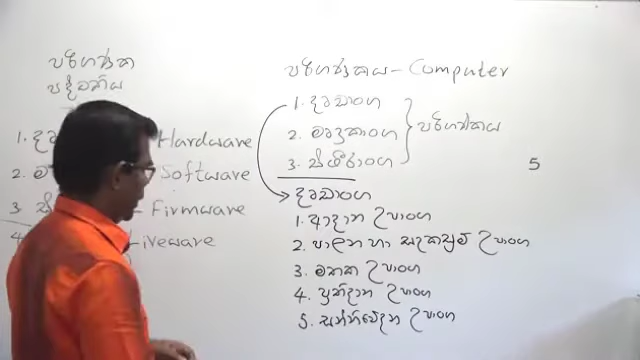 පරිගණක
පද්ධතිය
1. දෘ Hardware
2. Software
3. Firmware
4. Liveware
පරිගණකය - Computer
1. දෘඩාංග
2. මෘදුකාංග
3. ස්ථිරාංග
පරිගණකය
5
දෘඩාංග
1. ආදාන උපාංග
2. පාලන හා සැකසුම් උපාංග
3. මතක උපාංග
4. ප්‍රතිදාන උපාංග
5. සන්නිවේදන උපාංග